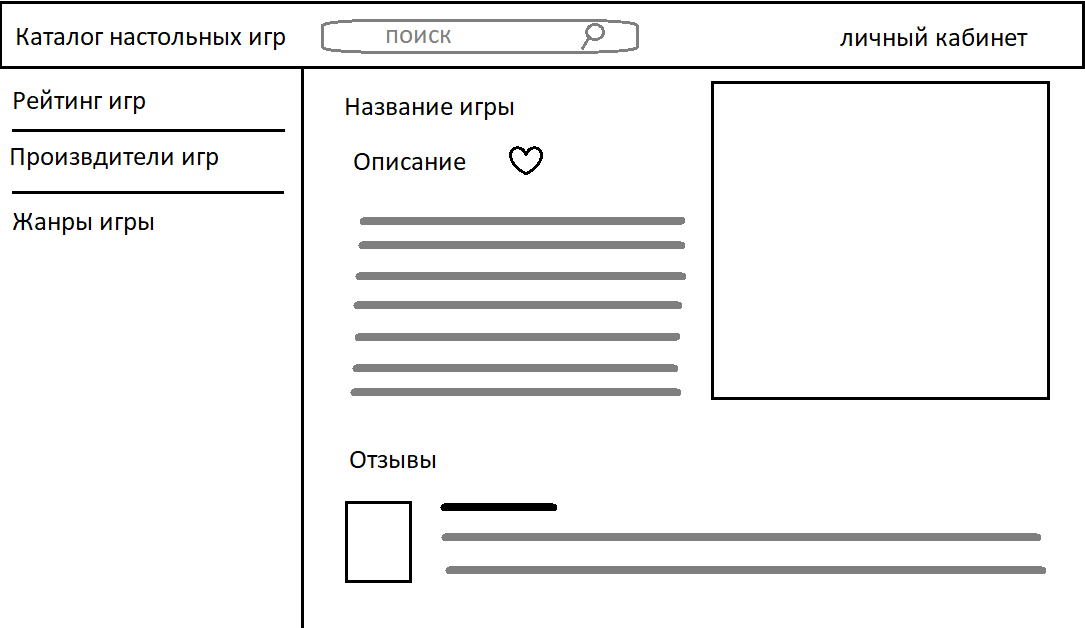 Каталог настольных игр
поиск
личный кабинет
Рейтинг игр
Произвдители игр
Жанры игры
Название игры
Описание
Отзывы